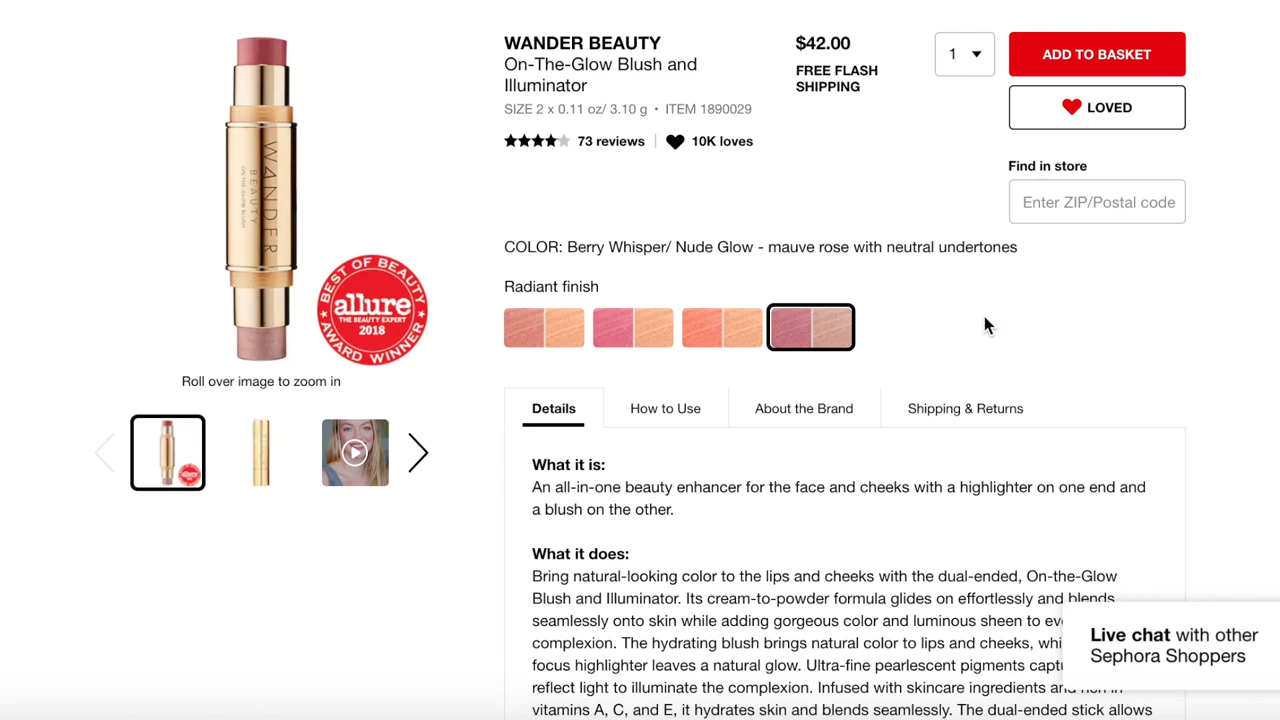 WANDER
BEAUTY
ON-THE-GLOW BLUSH
BEST OF BEAUTY
allure
THE BEAUTY EXPERT
2018
AWARD WINNER
Roll over image to zoom in
WANDER BEAUTY
On-The-Glow Blush and
Illuminator
SIZE 2 x 0.11 oz/ 3.10 g • ITEM 1890029
73 reviews
10K loves
$42.00
FREE FLASH
SHIPPING
1
ADD TO BASKET
LOVED
Find in store
Enter ZIP/Postal code
COLOR: Berry Whisper/ Nude Glow - mauve rose with neutral undertones
Radiant finish
Details How to Use About the Brand Shipping & Returns
What it is:
An all-in-one beauty enhancer for the face and cheeks with a highlighter on one end and
a blush on the other.
What it does:
Bring natural-looking color to the lips and cheeks with the dual-ended, On-the-Glow
Blush and Illuminator. Its cream-to-powder formula glides on effortlessly and blends
seamlessly onto skin while adding gorgeous color and luminous sheen to
complexion. The hydrating blush brings natural color to lips and cheeks,
focus highlighter leaves a natural glow. Ultra-fine pearlescent pigments
reflect light to illuminate the complexion. Infused with skincare ingredients and rich in
vitamins A, C, and E, it hydrates skin and blends seamlessly. The dual-ended stick allows
Live chat with other
Sephora Shoppers